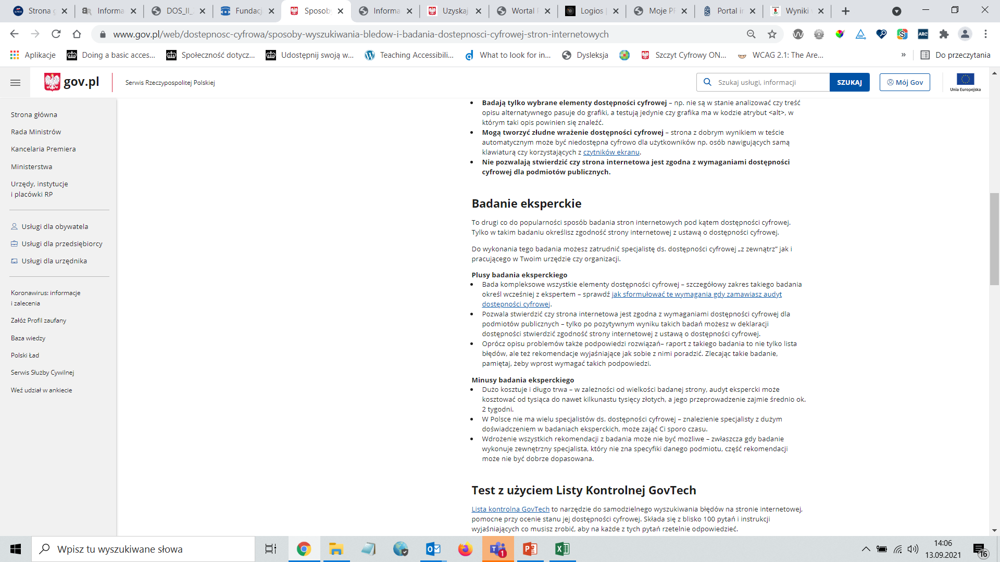 Strona g
Informa
DOS_II_
Fundacj
Sposoby
Informa
Uzyskaj
Wortal
Logios |
Moje PF
Portal in
Wyniki
www.gov.pl/web/dostepnosc-cyfrowa/sposoby-wyszukiwania-bledow-i-badania-dostepnosci-cyfrowej-stron-internetowych
Aplikacje
Doing a basic acces...
Społeczność dotycz...
Udostępnij swoją w...
Teaching Accessibili...
What to look for in...
Dysleksja
Szczyt Cyfrowy ON...
WCAG 2.1: The Are...
»
Do przeczytania
gov.pl
Serwis Rzeczypospolitej Polskiej
Szukaj usługi, informacji
SZUKAJ
Mój Gov
Unia Europejska
Strona główna
Rada Ministrów
Kancelaria Premiera
Ministerstwa
Urzędy, instytucje
i placówki RP
Usługi dla obywatela
Usługi dla przedsiębiorcy
Usługi dla urzędnika
Koronawirus: informacje
i zalecenia
Załóż Profil zaufany
Baza wiedzy
Polski Ład
Serwis Służby Cywilnej
Weź udział w ankiecie
• Badają tylko wybrane elementy dostępności cyfrowej – np. nie są w stanie analizować czy treść
opisu alternatywnego pasuje do grafiki, a testują jedynie czy grafika ma w kodzie atrybut <alt>, w
którym taki opis powinien się znaleźć.
• Mogą tworzyć złudne wrażenie dostępności cyfrowej – strona z dobrym wynikiem w teście
automatycznym może być niedostępna cyfrowo dla użytkowników np. osób nawigujących samą
klawiaturą czy korzystających z czytników ekranu.
• Nie pozwalają stwierdzić czy strona internetowa jest zgodna z wymaganiami dostępności
cyfrowej dla podmiotów publicznych.
Badanie eksperckie
To drugi co do popularności sposób badania stron internetowych pod kątem dostępności cyfrowej.
Tylko w takim badaniu określisz zgodność strony internetowej z ustawą o dostępności cyfrowej.
Do wykonania tego badania możesz zatrudnić specjalistę ds. dostępności cyfrowej „z zewnątrz” jak i
pracującego w Twoim urzędzie czy organizacji.
Plusy badania eksperckiego
• Bada kompleksowe wszystkie elementy dostępności cyfrowej – szczegółowy zakres takiego badania
określ wcześniej z ekspertem – sprawdź jak sformułować te wymagania gdy zamawiasz audyt
dostępności cyfrowej.
• Pozwala stwierdzić czy strona internetowa jest zgodna z wymaganiami dostępności cyfrowej dla
podmiotów publicznych – tylko po pozytywnym wyniku takich badań możesz w deklaracji
dostępności stwierdzić zgodność strony internetowej z ustawą o dostępności cyfrowej.
• Oprócz opisu problemów także podpowiedzi rozwiązań– raport z takiego badania to nie tylko lista
błędów, ale też rekomendacje wyjaśniające jak sobie z nimi poradzić. Zlecając takie badanie,
pamiętaj, żeby wprost wymagać takich podpowiedzi.
Minusy badania eksperckiego
• Dużo kosztuje i długo trwa – w zależności od wielkości badanej strony, audyt ekspercki może
kosztować od tysiąca do nawet kilkunastu tysięcy złotych, a jego przeprowadzenie zajmie średnio ok.
2 tygodni.
• W Polsce nie ma wielu specjalistów ds. dostępności cyfrowej – znalezienie specjalisty z dużym
doświadczeniem w badaniach eksperckich, może zająć Ci sporo czasu.
• Wdrożenie wszystkich rekomendacji z badania może nie być możliwe – zwłaszcza gdy badanie
wykonuje zewnętrzny specjalista, który nie zna specyfiki danego podmiotu, część rekomendacji
może nie być dobrze dopasowana.
Test z użyciem Listy Kontrolnej GovTech
Lista kontrolna GovTech to narzędzie do samodzielnego wyszukiwania błędów na stronie internetowej,
pomocne przy ocenie stanu jej dostępności cyfrowej. Składa się z blisko 100 pytań i instrukcji
wyjaśniających co musisz zrobić, aby na każde z tych pytań rzetelnie odpowiedzieć.
Wpisz tu wyszukiwane słowa
1
14:06
13.09.2021
16